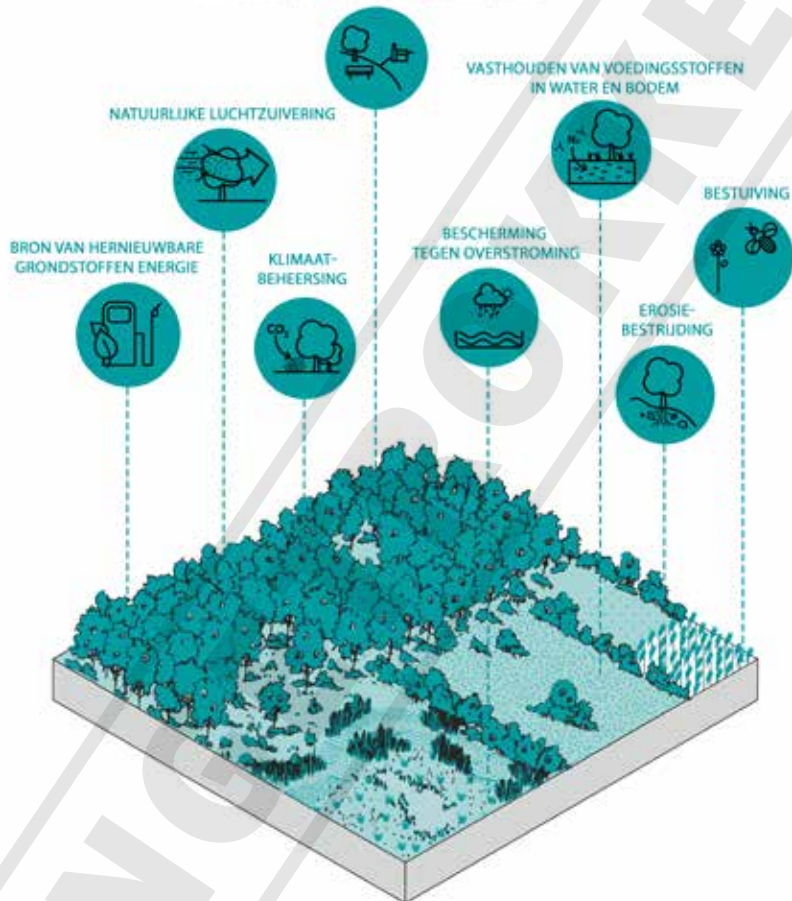 VASTHOUDEN VAN VOEDINGSSTOFFEN
IN WATER EN BODEM
NATUURLIJKE LUCHTZUIVERING
BESTUIVING
BRON VAN HERNIEUWBARE
GRONDSTOFFEN ENERGIE
KLIMAAT-
BEHEERSING
BESCHERMING
TEGEN OVERSTROMING
EROSIE-
BESTRIJDING
CO₂